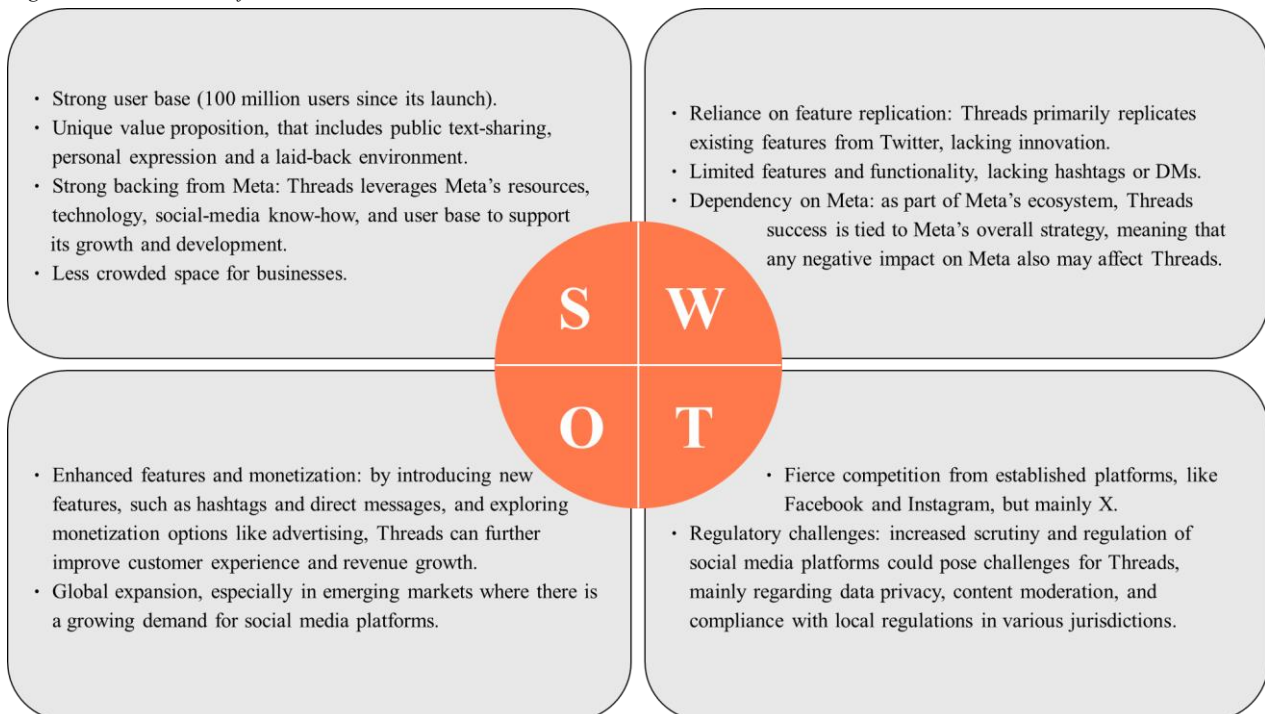 · Strong user base (100 million users since its launch).
· Unique value proposition, that includes public text-sharing,
personal expression and a laid-back environment.
· Strong backing from Meta: Threads leverages Meta's resources,
technology, social-media know-how, and user base to support
its growth and development.
· Less crowded space for businesses.
· Reliance on feature replication: Threads primarily replicates
existing features from Twitter, lacking innovation.
· Limited features and functionality, lacking hashtags or DMs.
· Dependency on Meta: as part of Meta's ecosystem, Threads
success is tied to Meta's overall strategy, meaning that
any negative impact on Meta also may affect Threads.
S W
O T
· Enhanced features and monetization: by introducing new
features, such as hashtags and direct messages, and exploring
monetization options like advertising, Threads can further
improve customer experience and revenue growth.
· Global expansion, especially in emerging markets where there is
a growing demand for social media platforms.
· Fierce competition from established platforms, like
Facebook and Instagram, but mainly X.
· Regulatory challenges: increased scrutiny and regulation of
social media platforms could pose challenges for Threads,
mainly regarding data privacy, content moderation, and
compliance with local regulations in various jurisdictions.